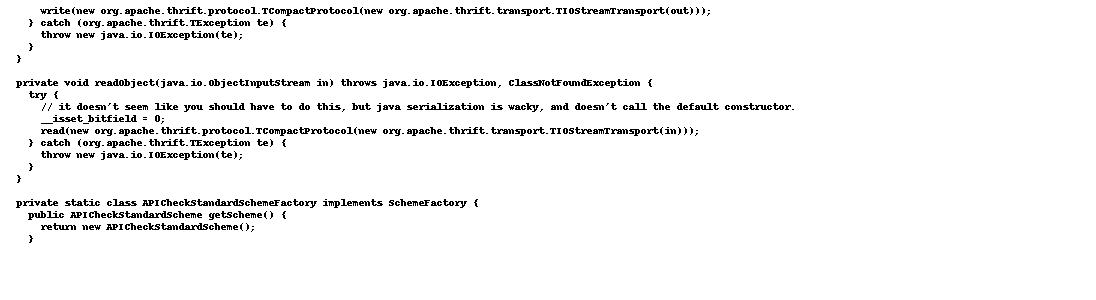 write(new org.apache.thrift.protocol.TCompactProtocol(new org.apache.thrift.transport.TIOStreamTransport(out)));
} catch (org.apache.thrift.TException te) {
throw new java.io.IOException(te);
}
}
private void readObject(java.io.ObjectInputStream in) throws java.io.IOException, ClassNotFoundException {
try {
// it doesn't seem like you should have to do this, but java serialization is wacky, and doesn't call the default constructor.
__isset_bitfield = 0;
read(new org.apache.thrift.protocol.TCompactProtocol(new org.apache.thrift.transport.TIOStreamTransport(in)));
} catch (org.apache.thrift.TException te) {
throw new java.io.IOException(te);
}
}
private static class APICheckStandardSchemeFactory implements SchemeFactory {
public APICheckStandardScheme getScheme() {
return new APICheckStandardScheme();
}